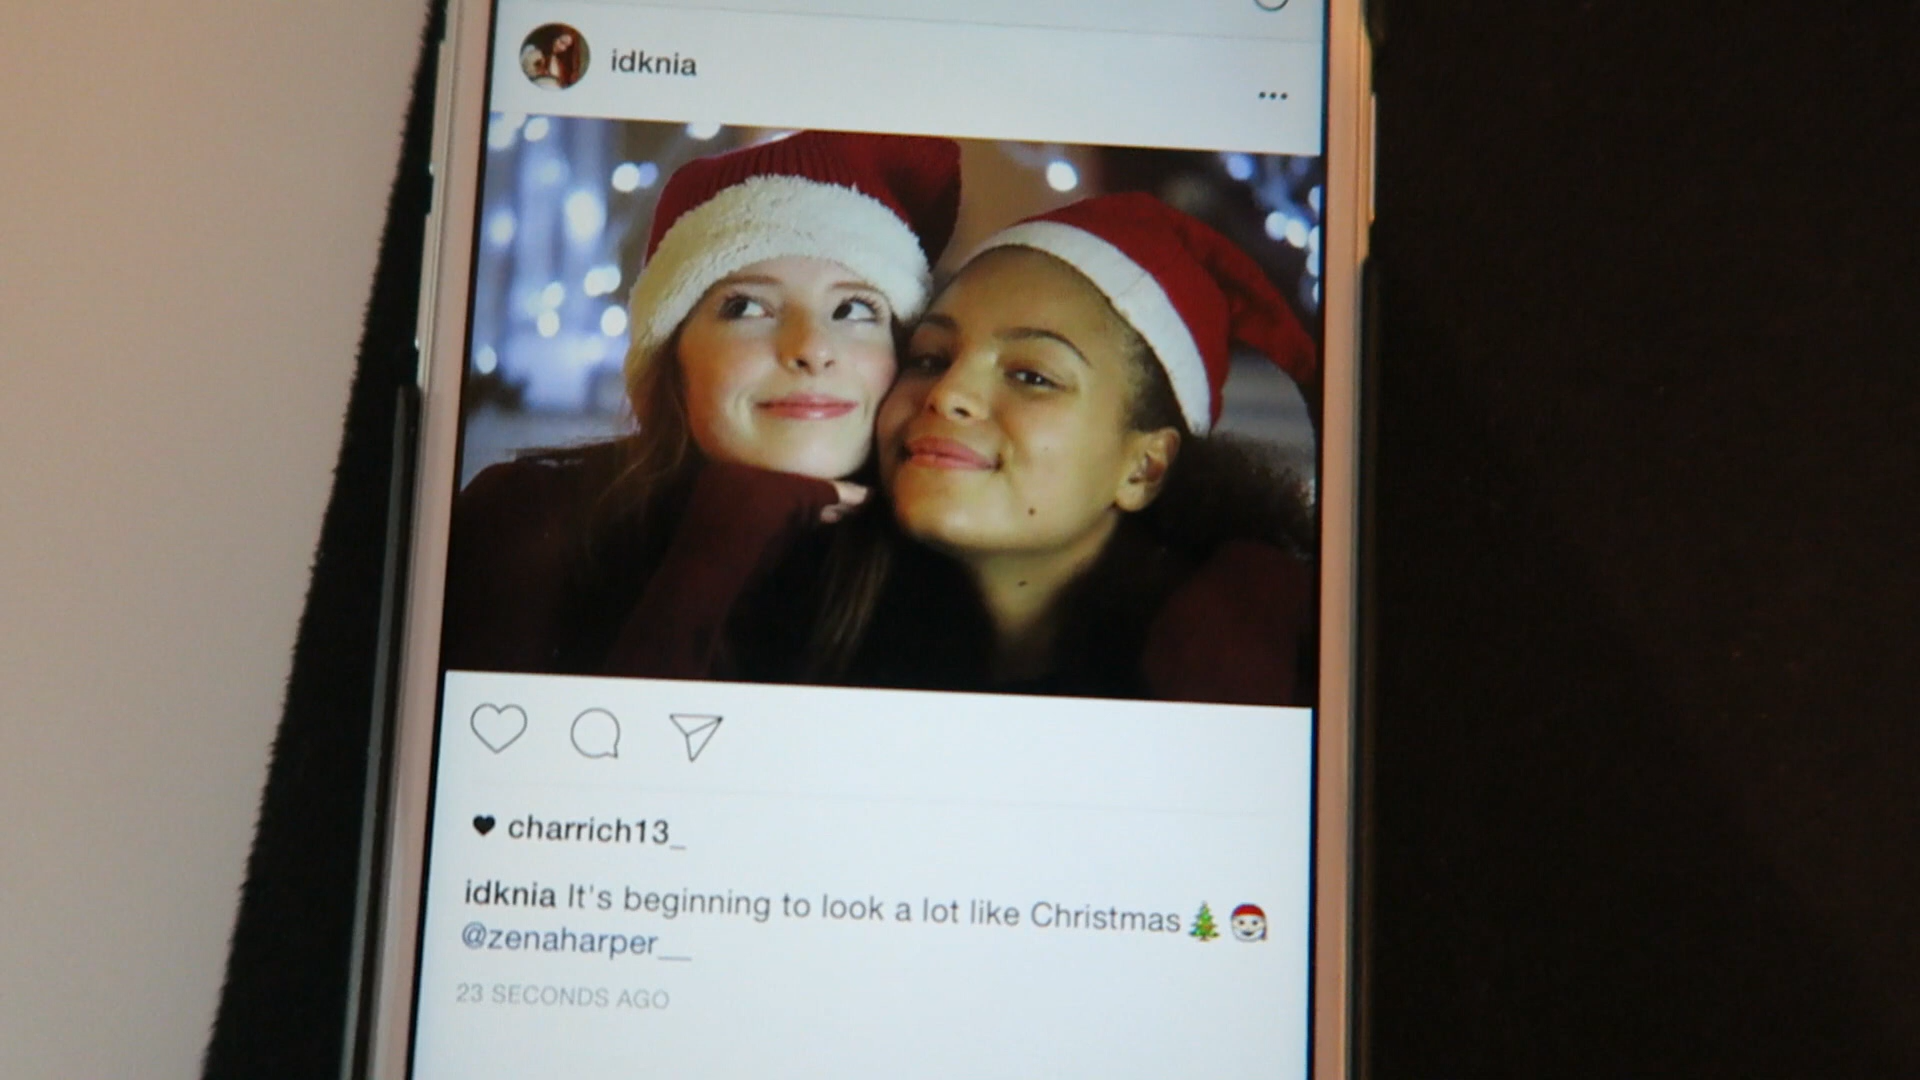 idknia
charrich13_
idknia It's beginning to look a lot like Christmas🎄🎅
@zenaharper__
23 SECONDS AGO